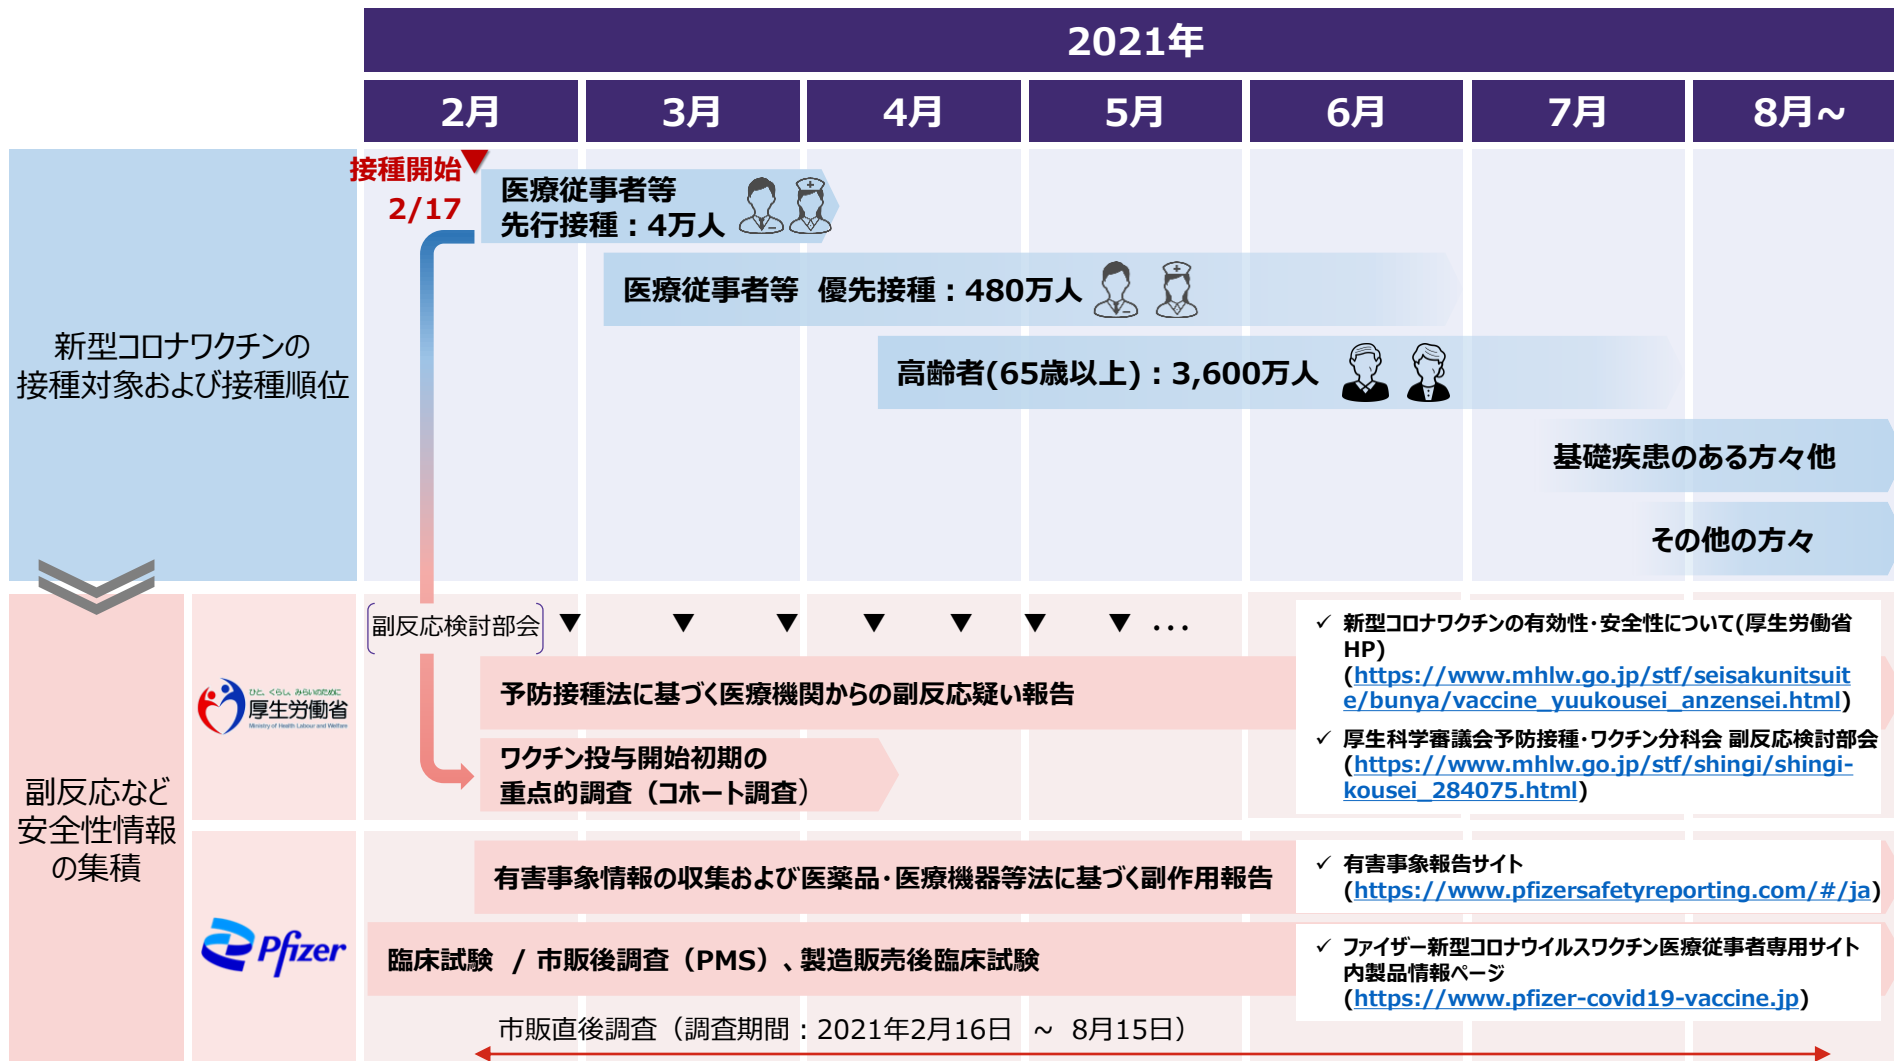 2021年
2月 3月 4月 5月 6月 7月 8月~
接種開始
2/17
医療従事者等
先行接種：4万人
医療従事者等 優先接種：480万人
高齢者(65歳以上)：3,600万人
基礎疾患のある方々他
その他の方々
新型コロナワクチンの
接種対象および接種順位
副反応など
安全性情報
の集積
ひと、くらし、みらいのために
厚生労働省
Ministry of Health Labour and Welfare
副反応検討部会 ▼ ▼ ▼ ▼ ▼ ▼ ▼ ・・・
予防接種法に基づく医療機関からの副反応疑い報告
ワクチン投与開始初期の
重点的調査（コホート調査）
✓ 新型コロナワクチンの有効性・安全性について(厚生労働省
HP)
(https://www.mhlw.go.jp/stf/seisakunitsuit
e/bunya/vaccine_yuukousei_anzensei.html)
✓ 厚生科学審議会予防接種・ワクチン分科会 副反応検討部会
(https://www.mhlw.go.jp/stf/shingi/shingi-
kousei_284075.html)
Pfizer
有害事象情報の収集および医薬品・医療機器等法に基づく副作用報告
✓ 有害事象報告サイト
(https://www.pfizersafetyreporting.com/#/ja)
臨床試験 / 市販後調査（PMS）、製造販売後臨床試験
✓ ファイザー新型コロナウイルスワクチン医療従事者専用サイト
内製品情報ページ
(https://www.pfizer-covid19-vaccine.jp)
市販直後調査（調査期間：2021年2月16日 ~ 8月15日）